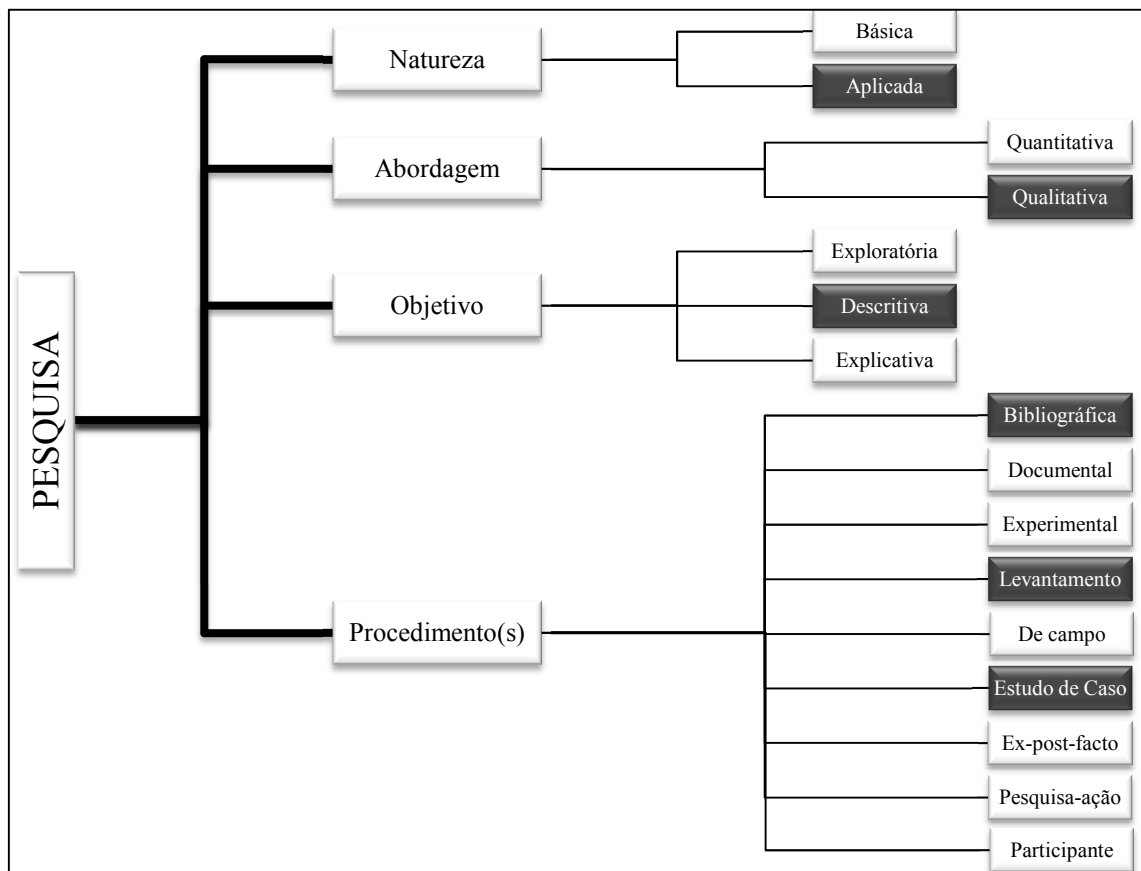 PESQUISA
Natureza
Básica
Aplicada
Abordagem
Quantitativa
Qualitativa
Objetivo
Exploratória
Descritiva
Explicativa
Procedimento(s)
Bibliográfica
Documental
Experimental
Levantamento
De campo
Estudo de Caso
Ex-post-facto
Pesquisa-ação
Participante